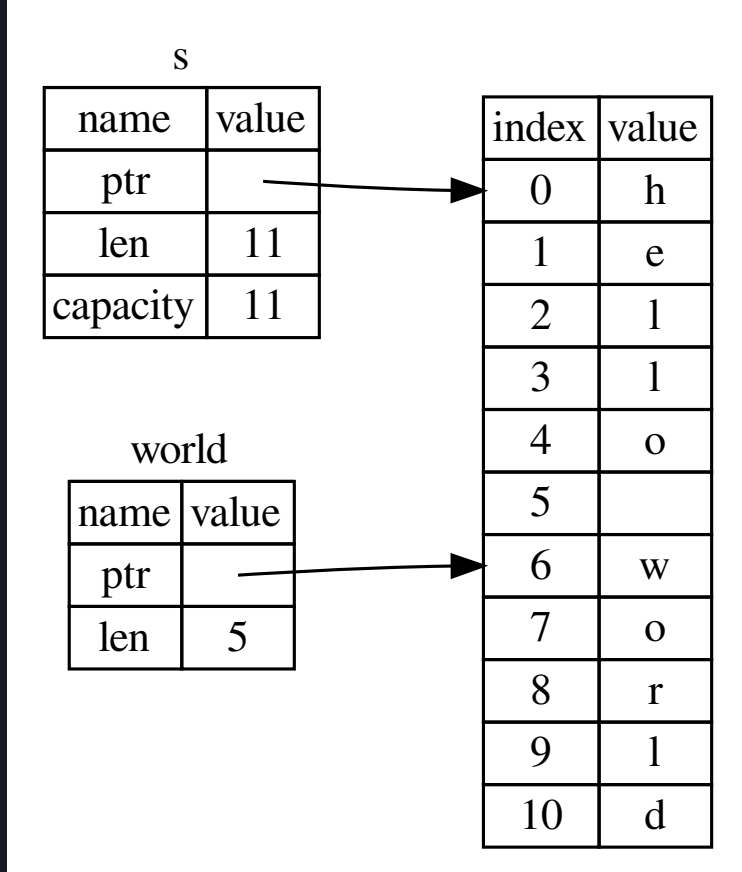 s
name value
ptr
len 11
capacity 11
world
name value
ptr
len 5
index value
0 h
1 e
2 l
3 l
4 o
5
6 w
7 o
8 r
9 l
10 d